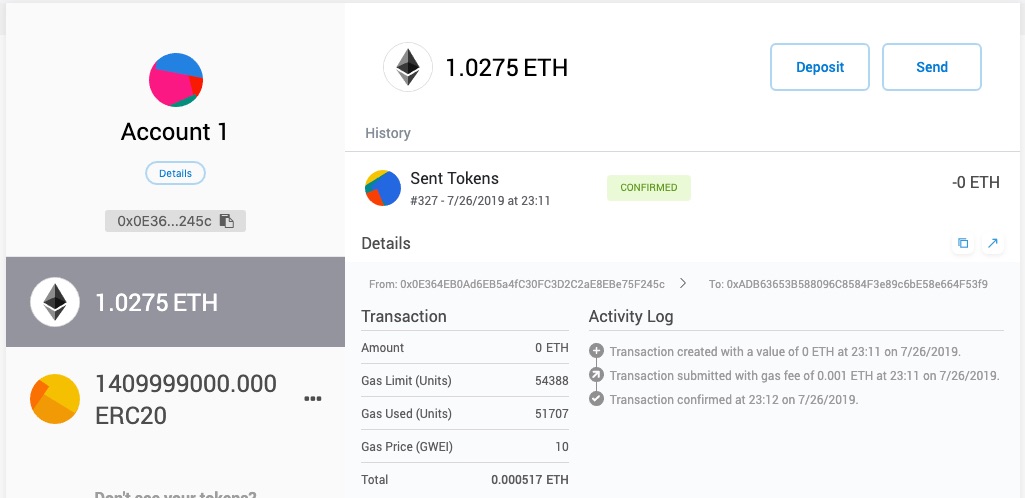 Account 1
Details
0x0E36...245c
1.0275 ETH
1409999000.000
ERC20
Don't see your tokens?
1.0275 ETH
Deposit
Send
History
Sent Tokens
#327 - 7/26/2019 at 23:11
CONFIRMED
-0 ETH
Details
From: 0x0E364EB0Ad6EB5a4fC30FC3D2C2aE8EBe75F245c > To: 0xADB63653B588096C8584F3e89c6bE58e664F53f9
Transaction
Amount 0 ETH
Gas Limit (Units) 54388
Gas Used (Units) 51707
Gas Price (GWEI) 10
Total 0.000517 ETH
Activity Log
Transaction created with a value of 0 ETH at 23:11 on 7/26/2019.
Transaction submitted with gas fee of 0.001 ETH at 23:11 on 7/26/2019.
Transaction confirmed at 23:12 on 7/26/2019.